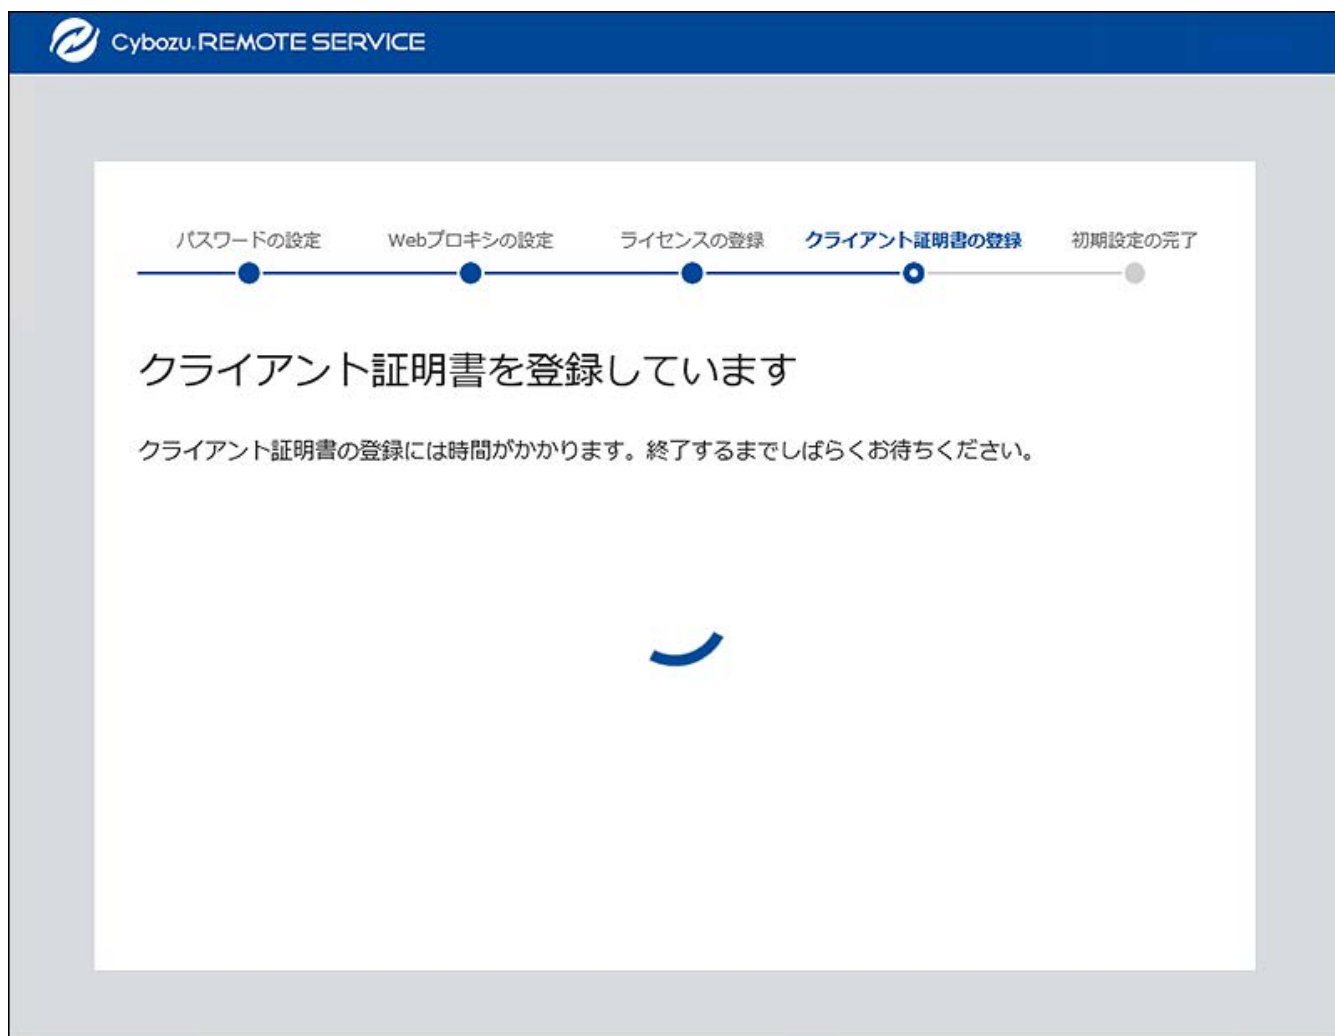 Cybozu.REMOTE SERVICE
パスワードの設定 Webプロキシの設定 ライセンスの登録 クライアント証明書の登録 初期設定の完了
クライアント証明書を登録しています
クライアント証明書の登録には時間がかかります。終了するまでしばらくお待ちください。